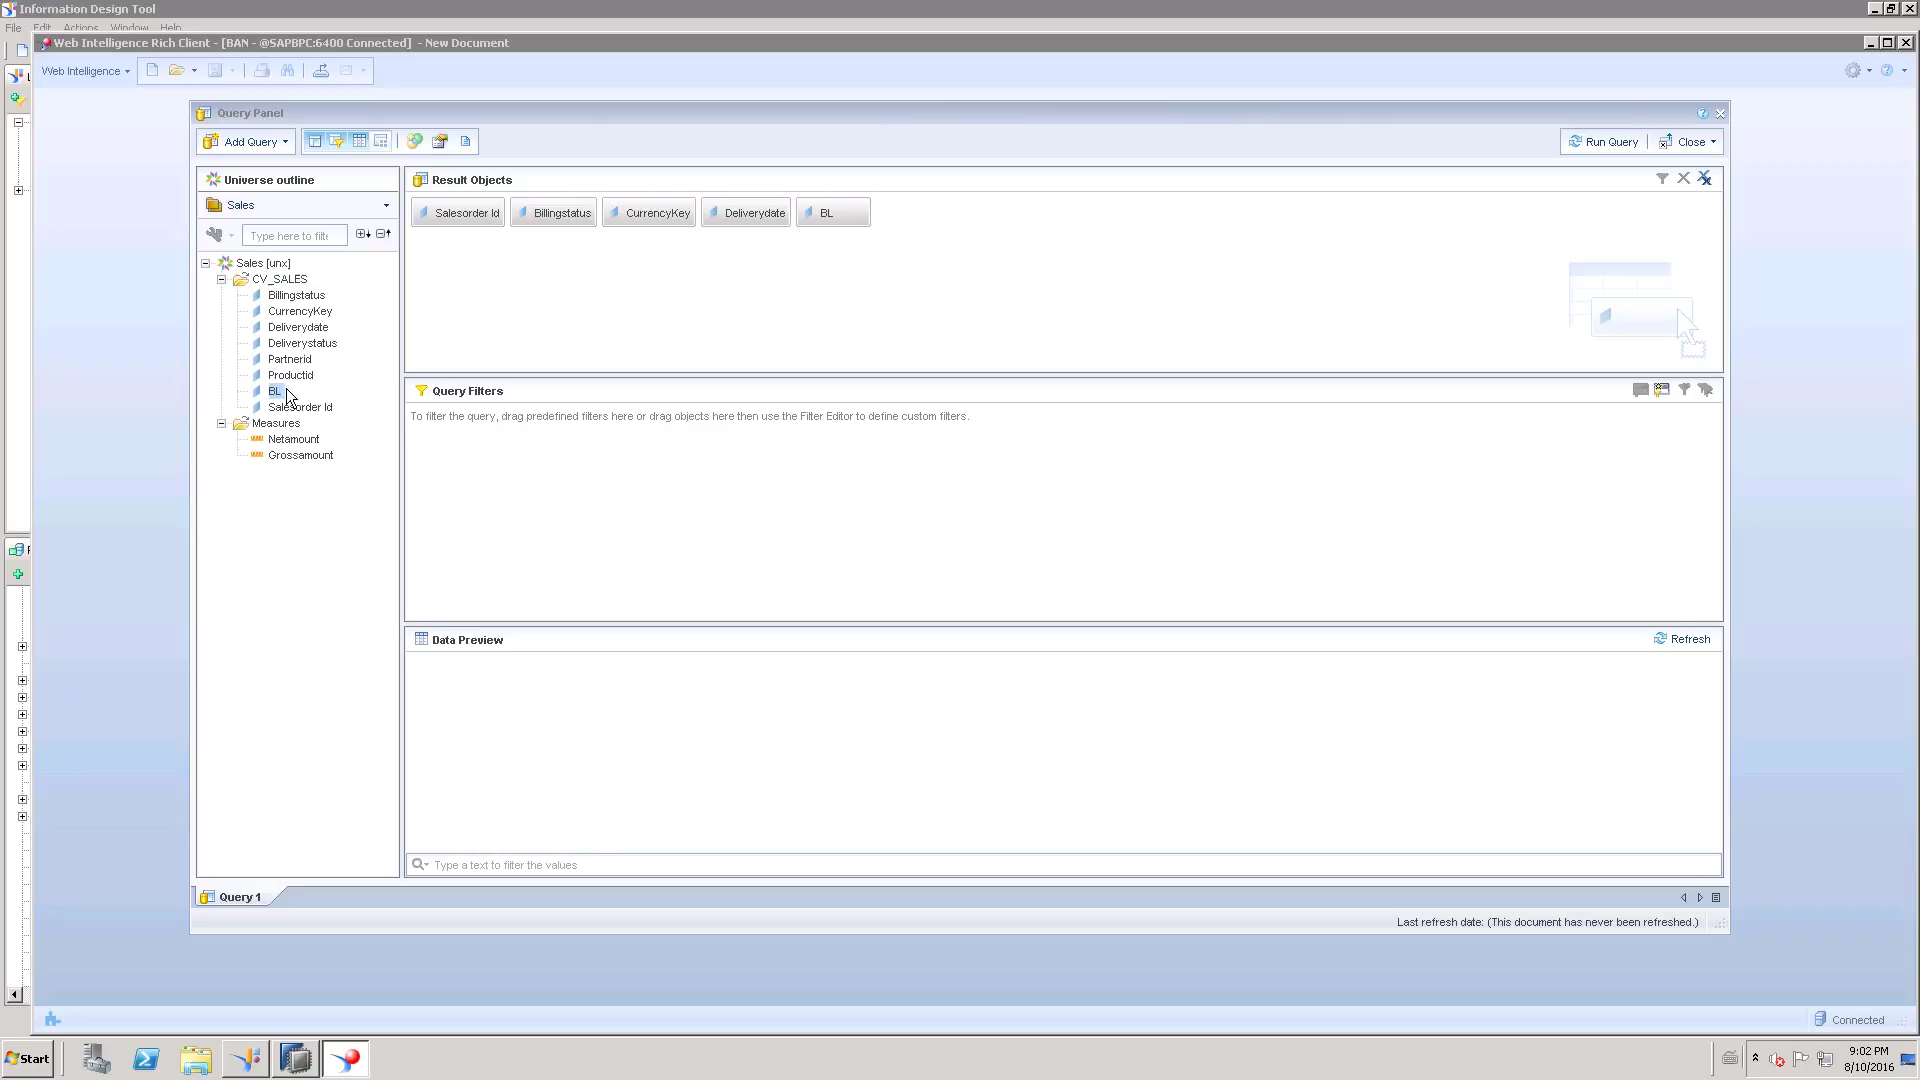 Information Design Tool
File Edit Actions Window Help
Web Intelligence Rich Client - [BAN - @SAPBPC:6400 Connected] - New Document
Web Intelligence
Query Panel
Add Query
Run Query
Close
Universe outline
Result Objects
Sales
Salesorder Id
Billingstatus
CurrencyKey
Deliverydate
BL
Type here to filte
Sales [unx]
CV_SALES
Billingstatus
CurrencyKey
Deliverydate
Deliverystatus
Partnerid
Productid
BL
Salesorder Id
Measures
Netamount
Grossamount
Query Filters
To filter the query, drag predefined filters here or drag objects here then use the Filter Editor to define custom filters.
Data Preview
Refresh
Type a text to filter the values
Query 1
Last refresh date: (This document has never been refreshed.)
Connected
Start
9:02 PM
8/10/2016